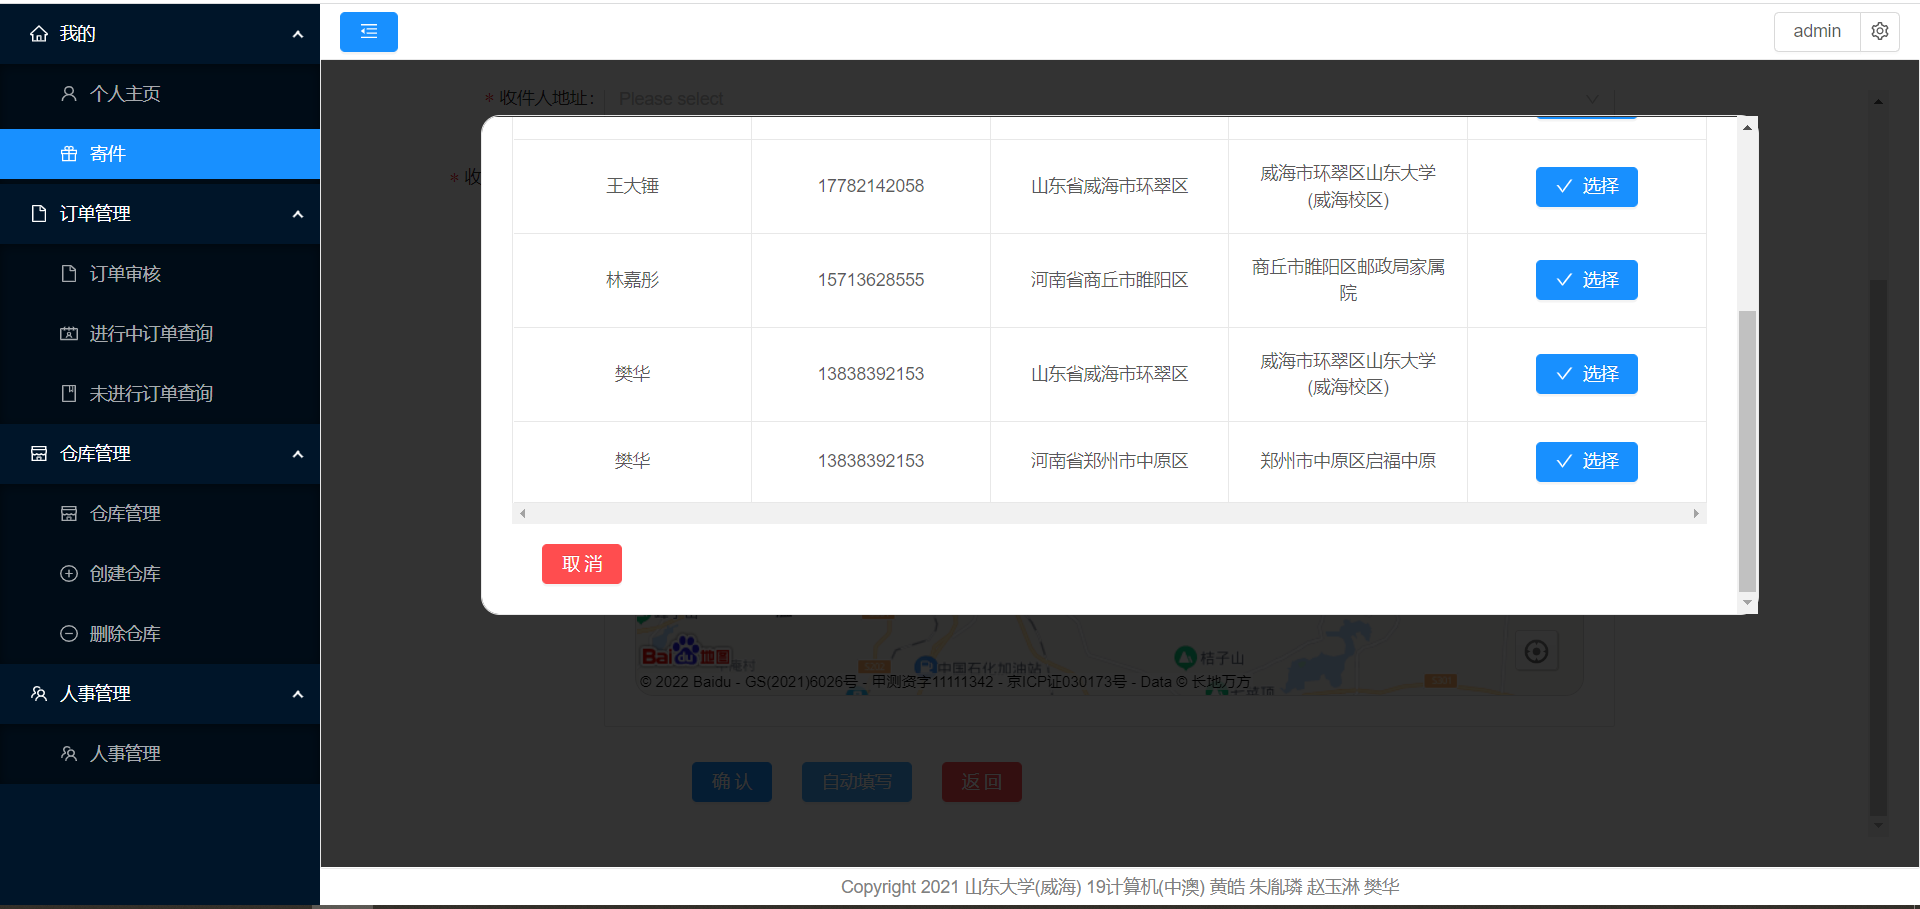 我的
个人主页
寄件
订单管理
订单审核
进行中订单查询
未进行订单查询
仓库管理
仓库管理
创建仓库
删除仓库
人事管理
人事管理
admin
* 收件人地址: Please select
* 收
王大锤 17782142058 山东省威海市环翠区 威海市环翠区山东大学
(威海校区) 选择
林嘉彤 15713628555 河南省商丘市睢阳区 商丘市睢阳区邮政局家属
院 选择
樊华 13838392153 山东省威海市环翠区 威海市环翠区山东大学
(威海校区) 选择
樊华 13838392153 河南省郑州市中原区 郑州市中原区启福中原 选择
取 消
Baidu地图
中国石化加油站
桔子山
© 2022 Baidu - GS(2021)6026号 - 甲测资字11111342 - 京ICP证030173号 - Data © 长地万方
确 认 自动填写 返 回
Copyright 2021 山东大学(威海) 19计算机(中澳) 黄皓 朱胤璘 赵玉淋 樊华